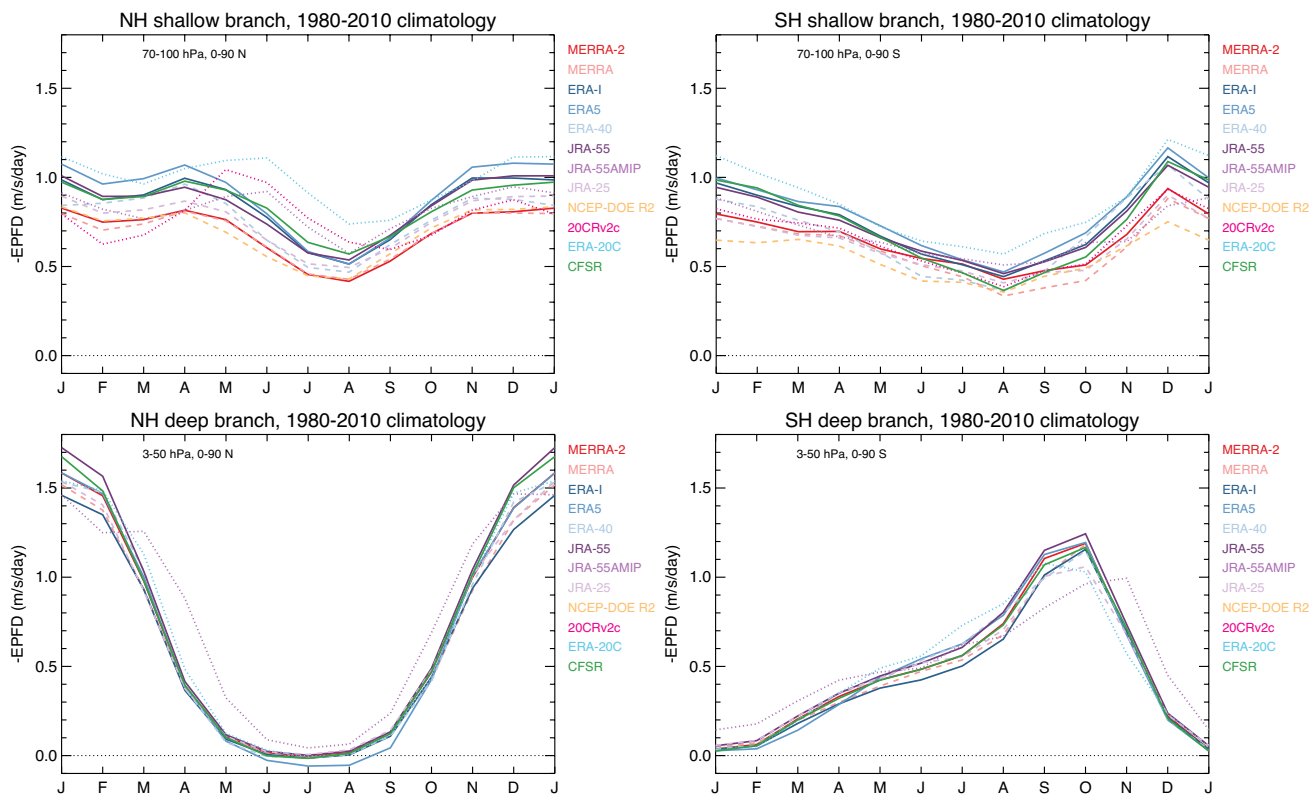 NH shallow branch, 1980-2010 climatology
70-100 hPa, 0-90 N
-EPFD (m/s/day)
1.5
1.0
0.5
0.0
J F M A M J J A S O N D J
MERRA-2
MERRA
ERA-I
ERA5
ERA-40
JRA-55
JRA-55AMIP
JRA-25
NCEP-DOE R2
20CRv2c
ERA-20C
CFSR
SH shallow branch, 1980-2010 climatology
70-100 hPa, 0-90 S
-EPFD (m/s/day)
1.5
1.0
0.5
0.0
J F M A M J J A S O N D J
MERRA-2
MERRA
ERA-I
ERA5
ERA-40
JRA-55
JRA-55AMIP
JRA-25
NCEP-DOE R2
20CRv2c
ERA-20C
CFSR
NH deep branch, 1980-2010 climatology
3-50 hPa, 0-90 N
-EPFD (m/s/day)
1.5
1.0
0.5
0.0
J F M A M J J A S O N D J
MERRA-2
MERRA
ERA-I
ERA5
ERA-40
JRA-55
JRA-55AMIP
JRA-25
NCEP-DOE R2
20CRv2c
ERA-20C
CFSR
SH deep branch, 1980-2010 climatology
3-50 hPa, 0-90 S
-EPFD (m/s/day)
1.5
1.0
0.5
0.0
J F M A M J J A S O N D J
MERRA-2
MERRA
ERA-I
ERA5
ERA-40
JRA-55
JRA-55AMIP
JRA-25
NCEP-DOE R2
20CRv2c
ERA-20C
CFSR